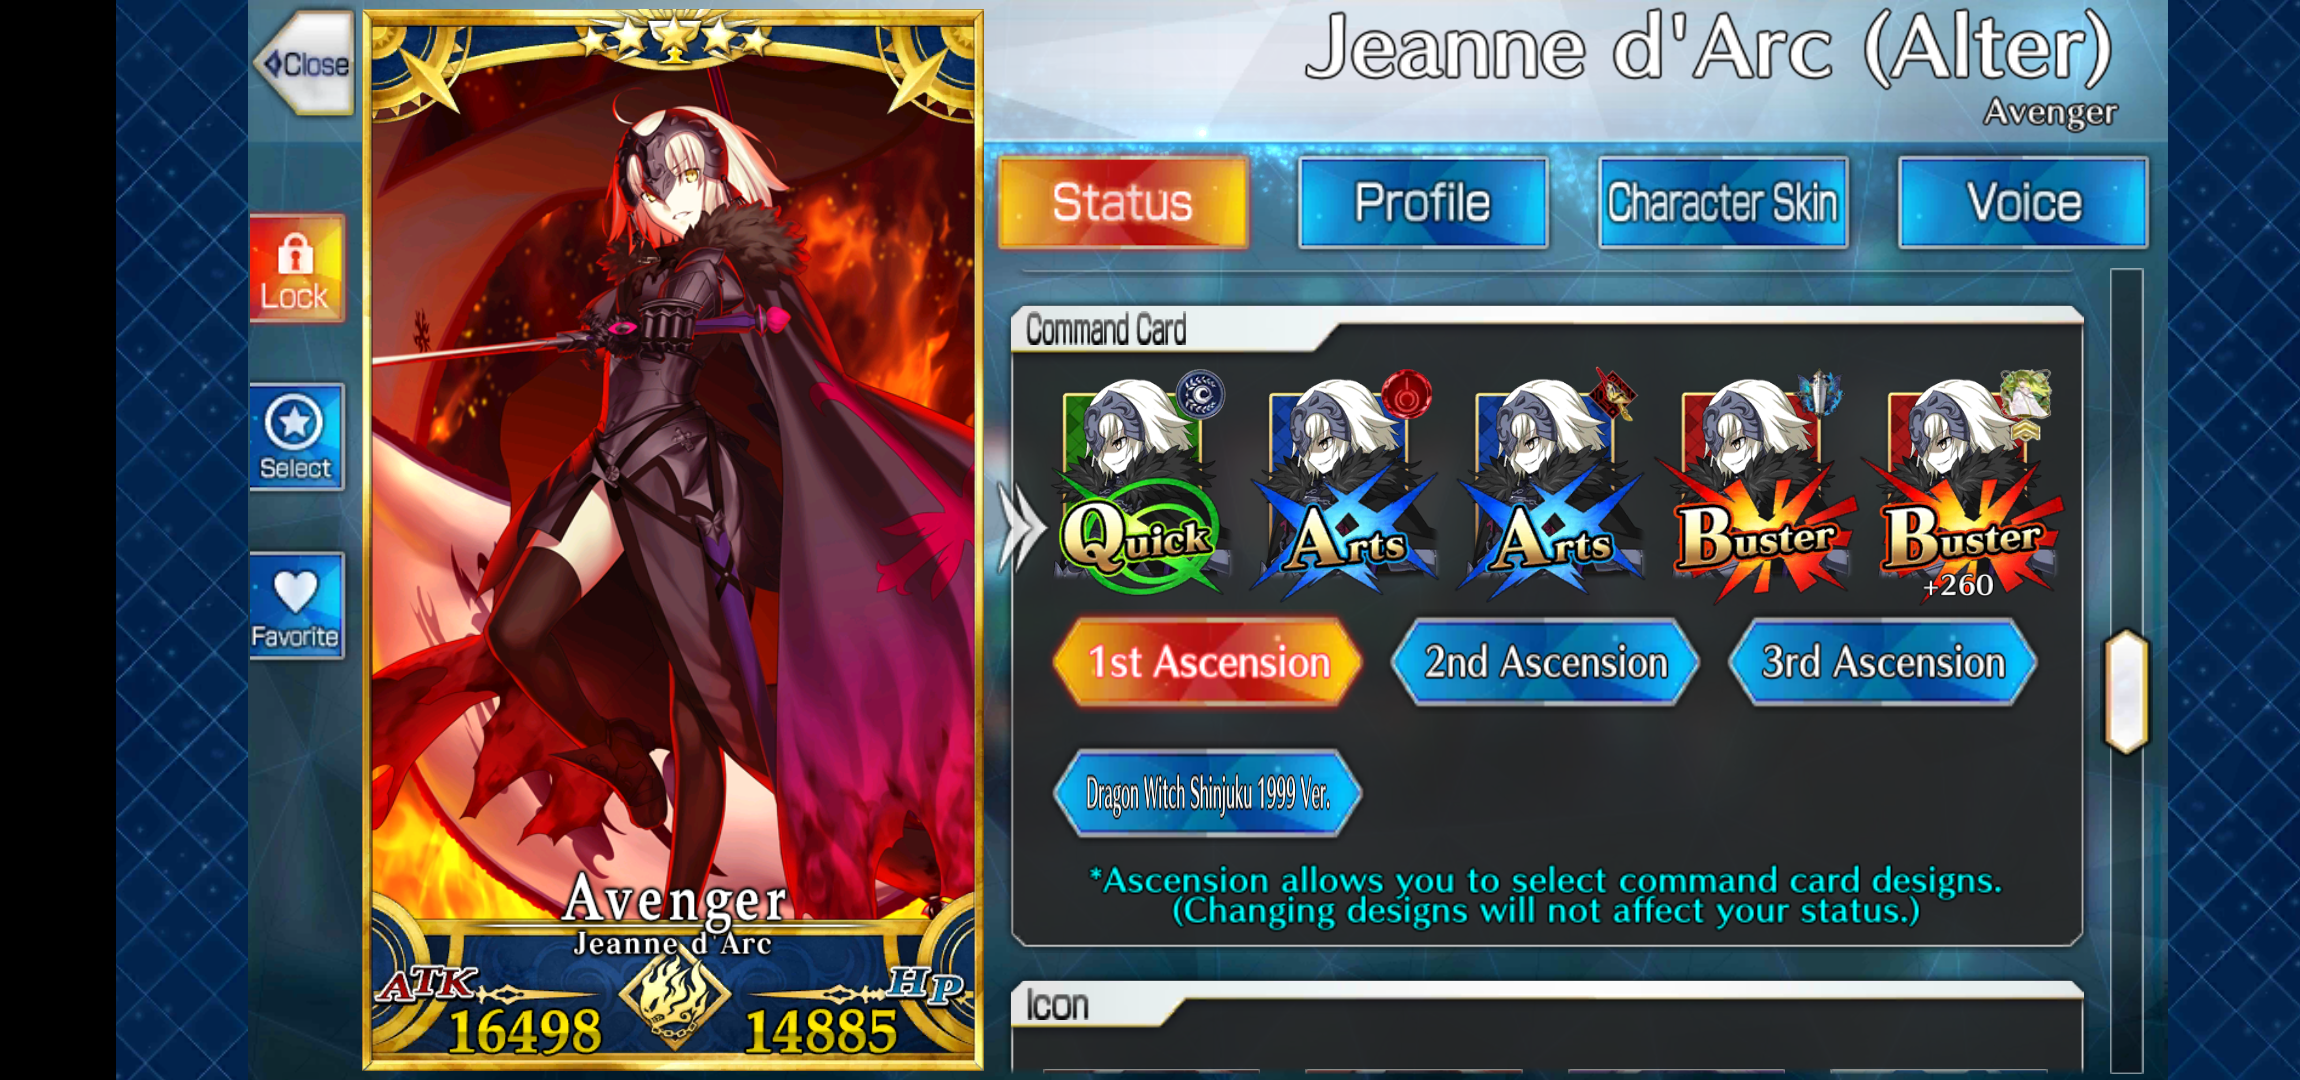 Close
Lock
Select
Favorite
Avenger
Jeanne d'Arc
ATK
HP
16498
14885
Jeanne d'Arc (Alter)
Avenger
Status
Profile
Character Skin
Voice
Command Card
Quick
Arts
Arts
Buster
Buster
+260
1st Ascension
2nd Ascension
3rd Ascension
Dragon Witch Shinjuku 1999 Ver.
*Ascension allows you to select command card designs.
(Changing designs will not affect your status.)
Icon